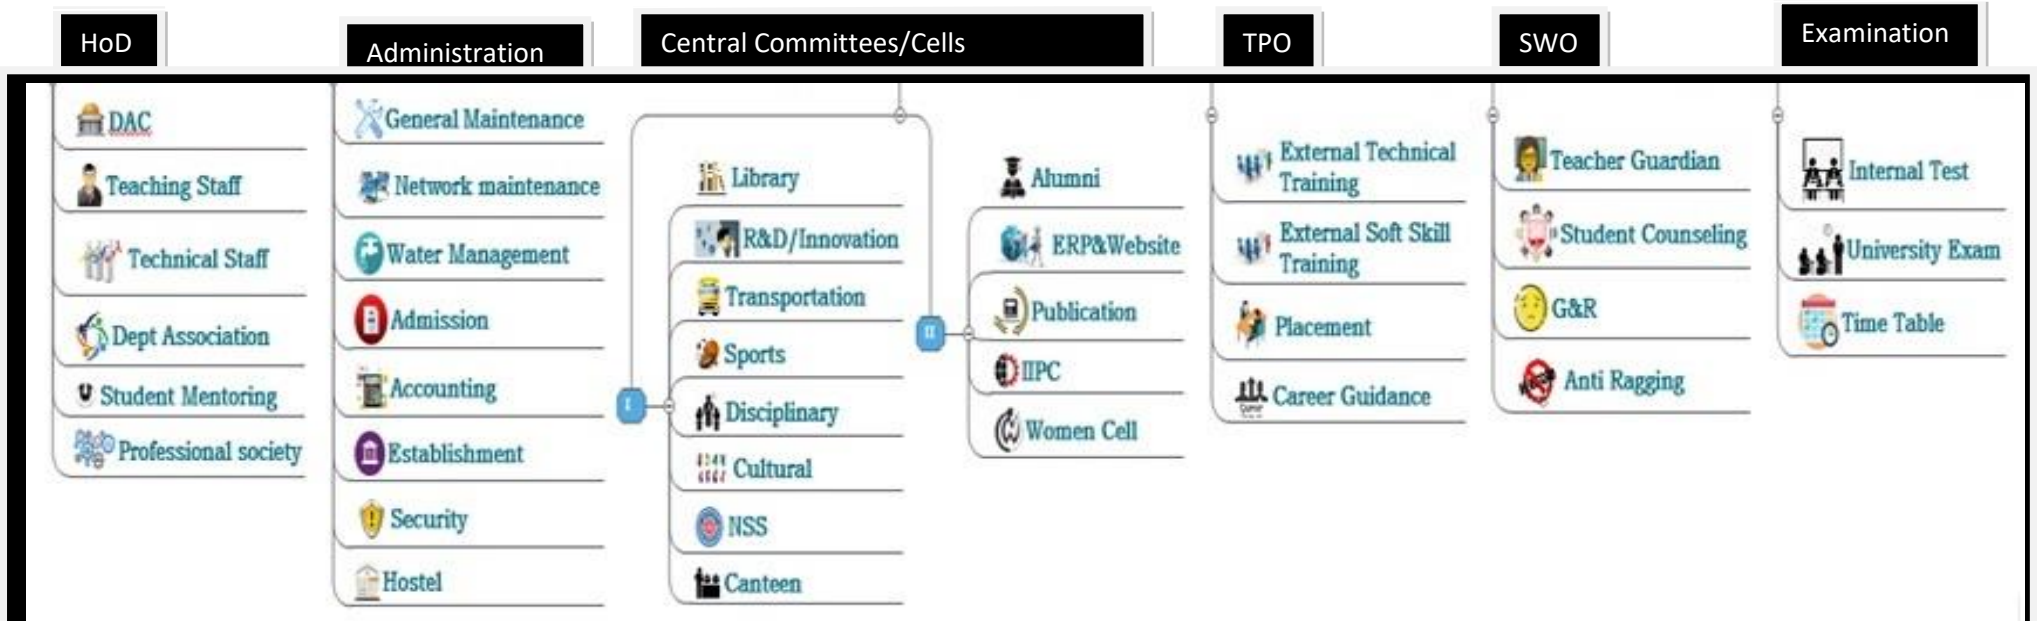 HoD
Administration
Central Committees/Cells
TPO
SWO
Examination
DAC
Teaching Staff
Technical Staff
Dept Association
Student Mentoring
Professional society
General Maintenance
Network maintenance
Water Management
Admission
Accounting
Establishment
Security
Hostel
I
Library
R&D/Innovation
Transportation
Sports
Disciplinary
Cultural
NSS
Canteen
II
Alumni
ERP&Website
Publication
IIPC
Women Cell
External Technical
Training
External Soft Skill
Training
Placement
Career Guidance
Teacher Guardian
Student Counseling
G&R
Anti Ragging
Internal Test
University Exam
Time Table